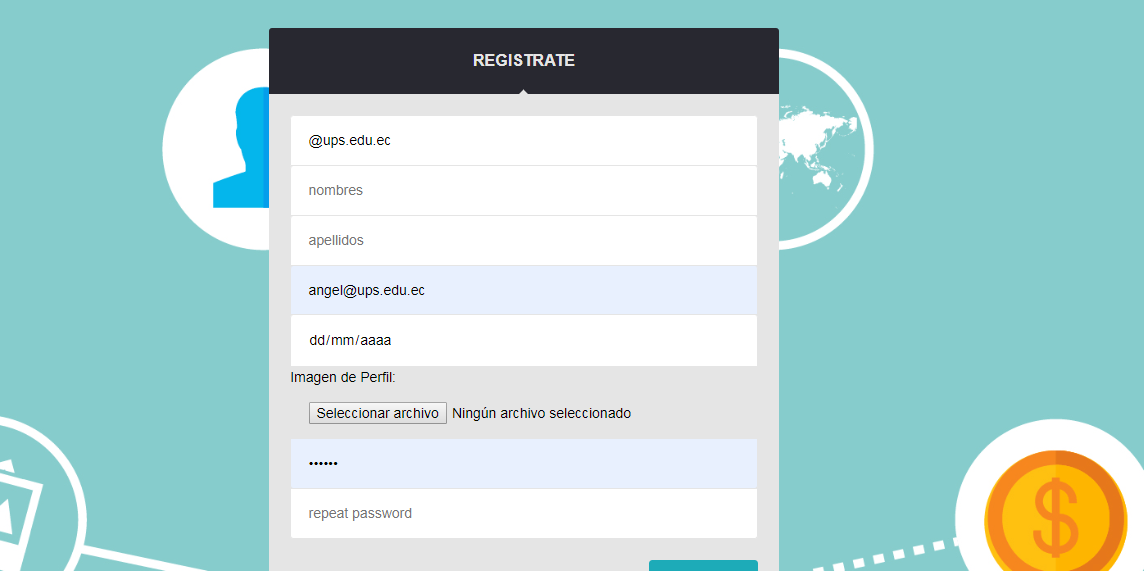 REGISTRATE
@ups.edu.ec
nombres
apellidos
angel@ups.edu.ec
dd/mm/aaaa
Imagen de Perfil:
Seleccionar archivo Ningún archivo seleccionado
••••••
repeat password
$